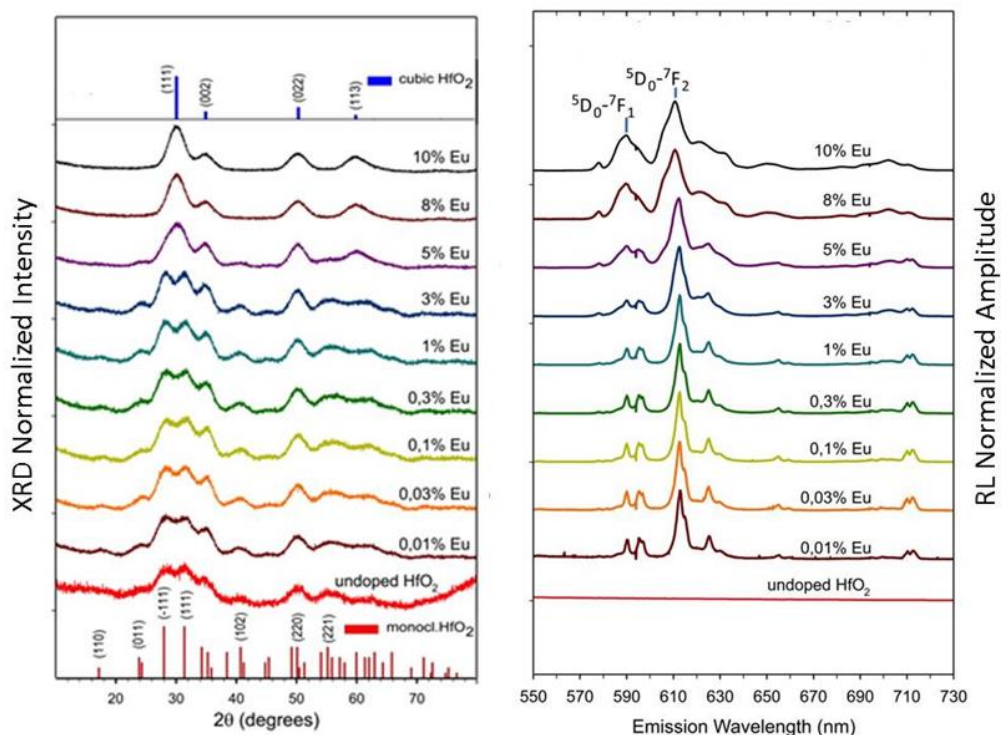 XRD Normalized Intensity
(111)
(002)
(022)
(113)
cubic HfO₂
10% Eu
8% Eu
5% Eu
3% Eu
1% Eu
0,3% Eu
0,1% Eu
0,03% Eu
0,01% Eu
undoped HfO₂
(110)
(011)
(-111)
(111)
(102)
(220)
(221)
monocl.HfO₂
20 30 40 50 60 70
2θ (degrees)
⁵D₀-⁷F₂
⁵D₀-⁷F₁
10% Eu
8% Eu
5% Eu
3% Eu
1% Eu
0,3% Eu
0,1% Eu
0,03% Eu
0,01% Eu
undoped HfO₂
550 570 590 610 630 650 670 690 710 730
Emission Wavelength (nm)
RL Normalized Amplitude